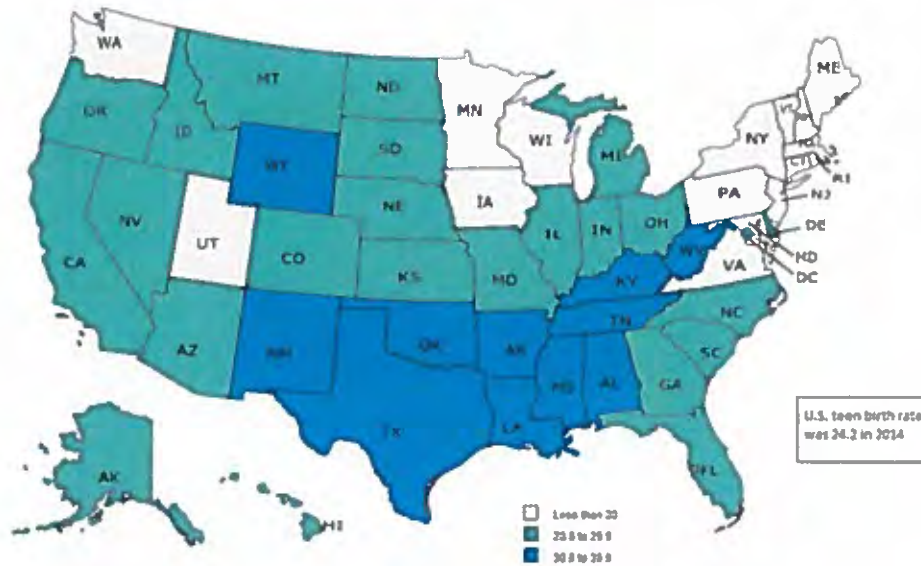 WA
MT
ND
MN
ME
OR
ID
SD
WI
MI
NY
VT
WY
IA
PA
CT
RI
NJ
NV
UT
NE
IL
IN
OH
DE
CA
CO
KS
MO
WV
VA
MD
DC
KY
AZ
NM
OK
AR
TN
NC
SC
MS
AL
GA
TX
LA
FL
AK
HI
U.S. teen birth rate
was 24.2 in 2014
Less than 20